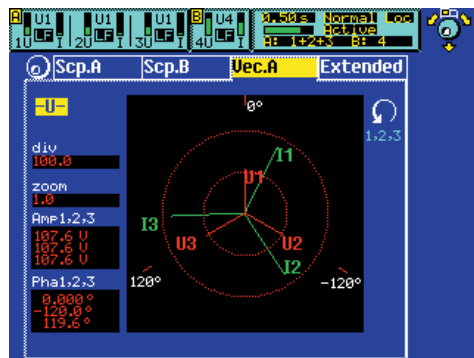 A U1 U1 U1 B U4 0.50s Normal Loc
LF LF LF LF Active
1U I 2U I 3U I 4U I A: 1+2+3 B: 4
Scp.A Scp.B Vec.A Extended
-U- 0°
1,2,3
div
100.0
I1
zoom
1.0
U1
Amp1,2,3
107.6 V
107.6 V
107.6 V
I3
U3 U2
I2
Pha1,2,3
0.000°
-120.0°
119.6°
120° -120°